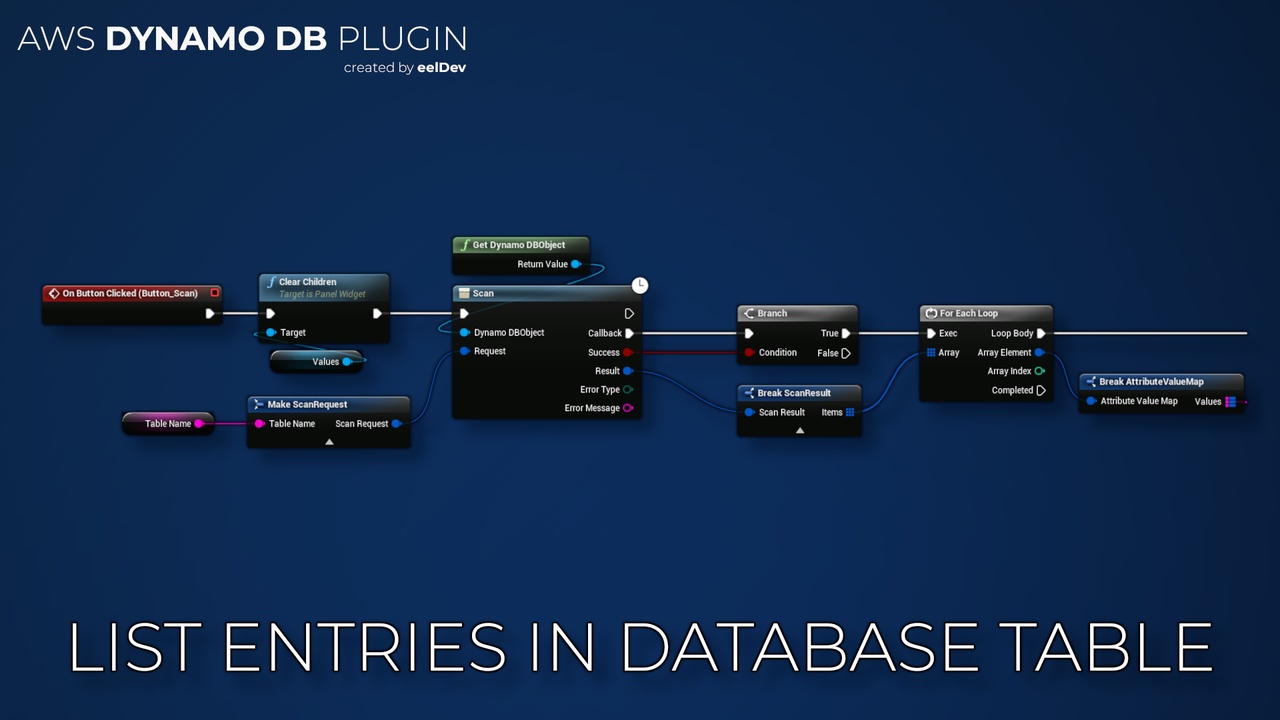 AWS DYNAMO DB PLUGIN
created by eelDev
Get Dynamo DBObject
Return Value
On Button Clicked (Button_Scan)
Clear Children
Target is Panel Widget
Target
Values
Scan
Dynamo DBObject
Callback
Request
Success
Result
Error Type
Error Message
Table Name
Make ScanRequest
Table Name
Scan Request
Branch
True
Condition
False
Break ScanResult
Scan Result
Items
For Each Loop
Exec
Loop Body
Array
Array Element
Array Index
Completed
Break AttributeValueMap
Attribute Value Map
Values
LIST ENTRIES IN DATABASE TABLE